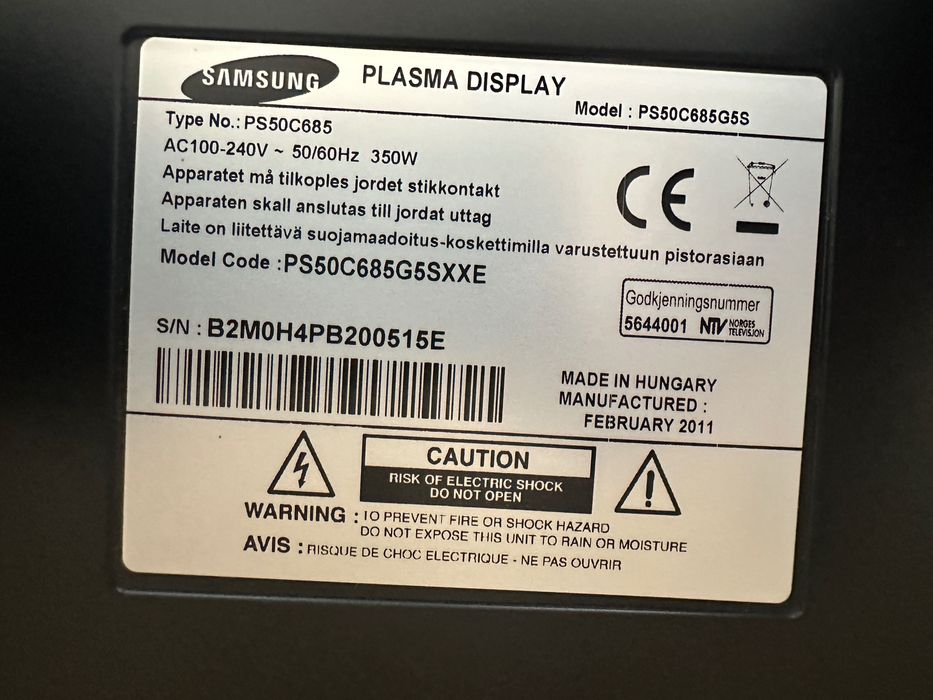 SAMSUNG
PLASMA DISPLAY
Model : PS50C685G5S
Type No.: PS50C685
AC100-240V ~ 50/60Hz 350W
Apparatet må tilkoples jordet stikkontakt
Apparaten skall anslutas till jordat uttag
Laite on liitettävä suojamaadoitus-koskettimilla varustettuun pistorasiaan
Model Code : PS50C685G5SXXE
CE
Godkjenningsnummer
5644001 NTV NORGES
TELEVISJON
S/N : B2M0H4PB200515E
MADE IN HUNGARY
MANUFACTURED :
FEBRUARY 2011
CAUTION
RISK OF ELECTRIC SHOCK
DO NOT OPEN
WARNING : TO PREVENT FIRE OR SHOCK HAZARD
DO NOT EXPOSE THIS UNIT TO RAIN OR MOISTURE
AVIS : RISQUE DE CHOC ELECTRIQUE - NE PAS OUVRIR